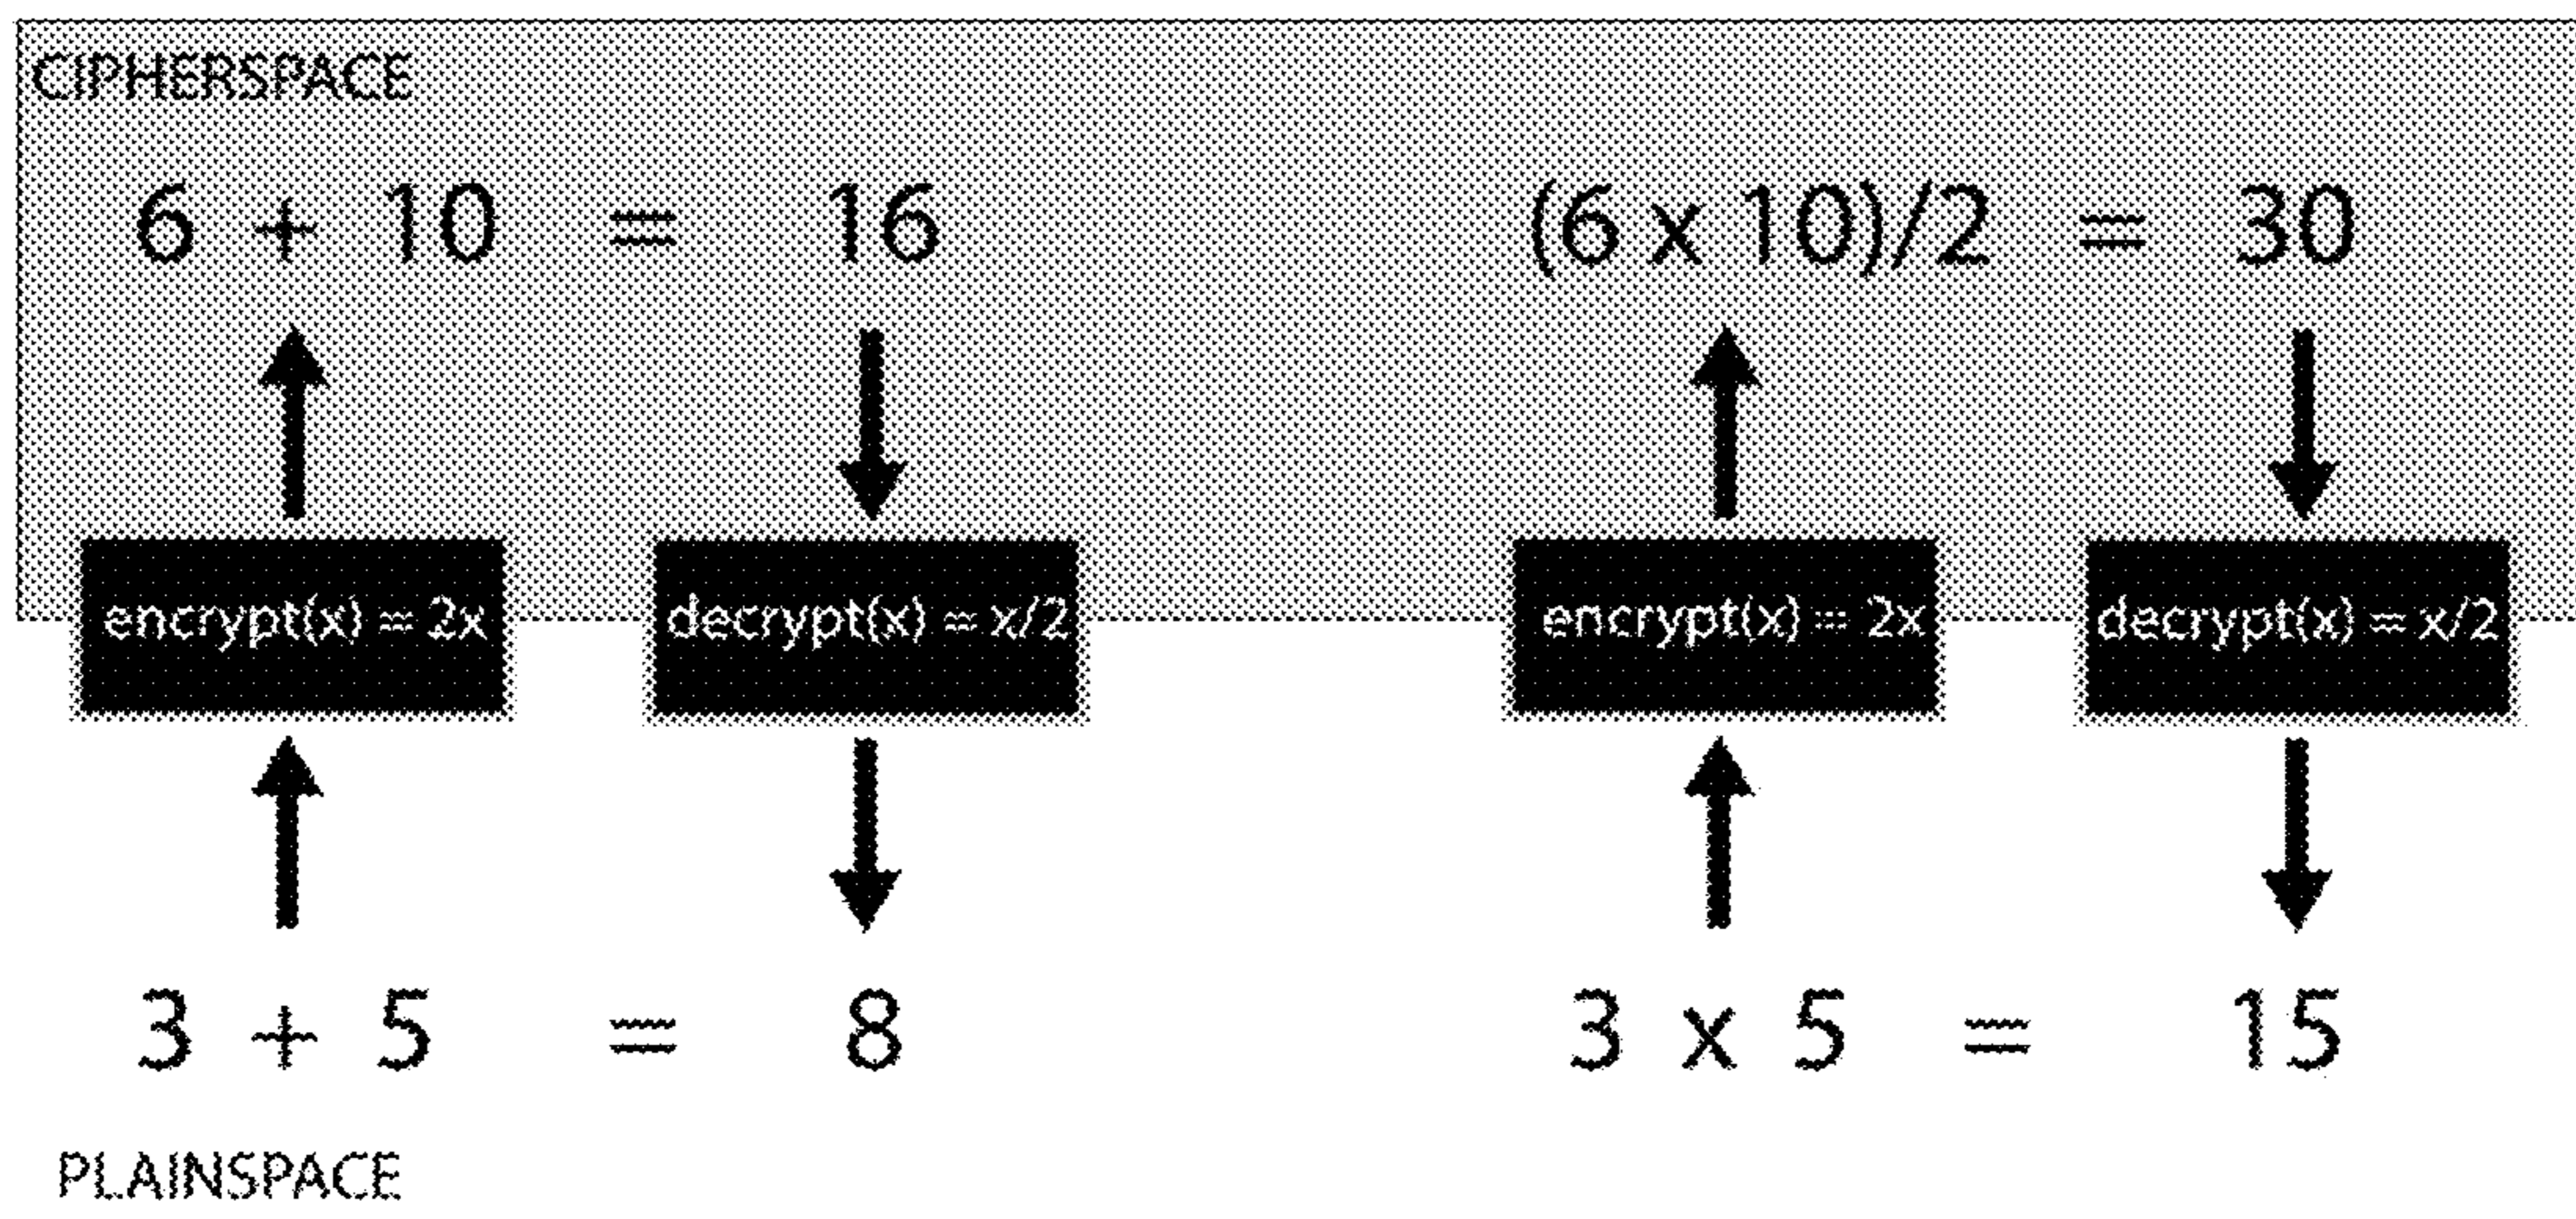 CIPHERSPACE
6 + 10 = 16 (6 x 10)/2 = 30
encrypt(x) = 2x decrypt(x) = x/2 encrypt(x) = 2x decrypt(x) = x/2
3 + 5 = 8 3 x 5 = 15
PLAINSPACE